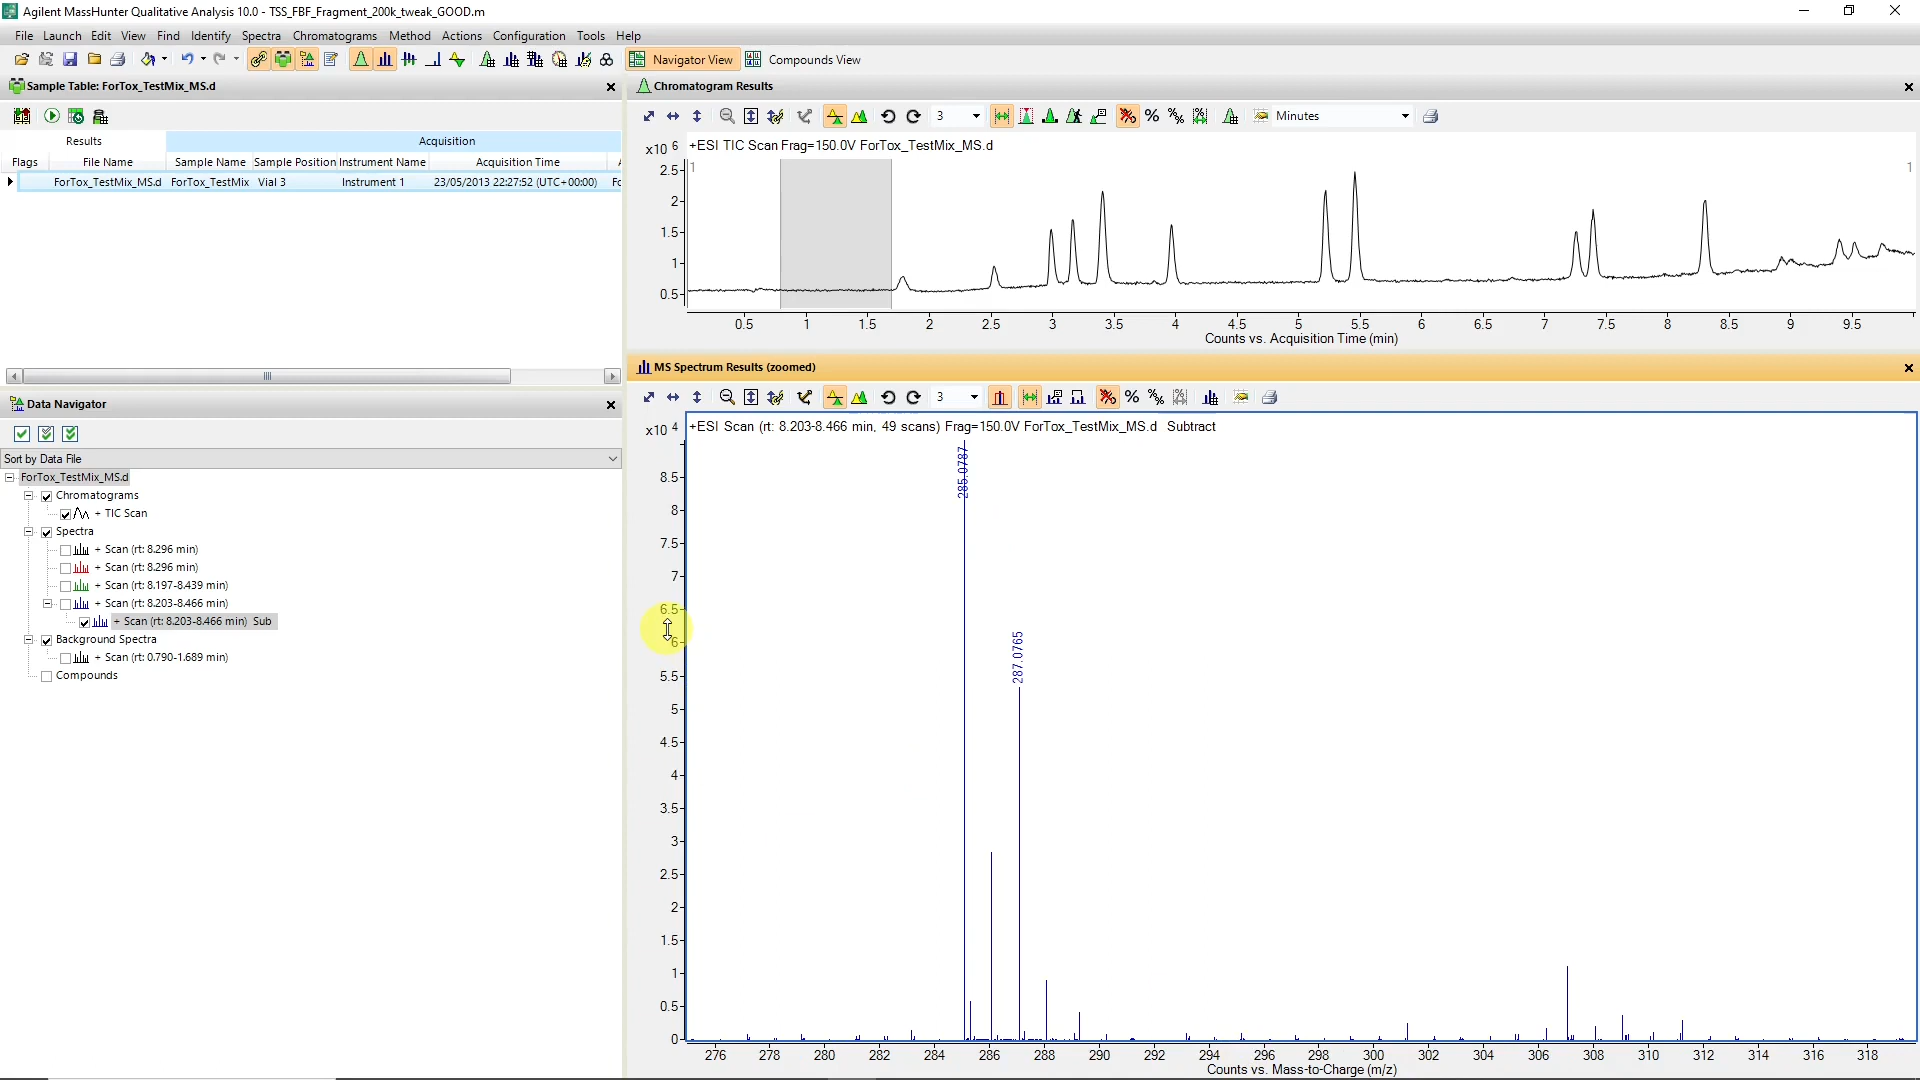 Agilent MassHunter Qualitative Analysis 10.0 - TSS_FBF_Fragment_200k_tweak_GOOD.m
File Launch Edit View Find Identify Spectra Chromatograms Method Actions Configuration Tools Help
Navigator View Compounds View
Sample Table: ForTox_TestMix_MS.d
Results Acquisition
Flags File Name Sample Name Sample Position Instrument Name Acquisition Time
ForTox_TestMix_MS.d ForTox_TestMix Vial 3 Instrument 1 23/05/2013 22:27:52 (UTC+00:00) Fo
Data Navigator
Sort by Data File
ForTox_TestMix_MS.d
Chromatograms
+ TIC Scan
Spectra
+ Scan (rt: 8.296 min)
+ Scan (rt: 8.296 min)
+ Scan (rt: 8.197-8.439 min)
+ Scan (rt: 8.203-8.466 min)
+ Scan (rt: 8.203-8.466 min) Sub
Background Spectra
+ Scan (rt: 0.790-1.689 min)
Compounds
Chromatogram Results
3 Minutes
x10 6 +ESI TIC Scan Frag=150.0V ForTox_TestMix_MS.d
1 1
2.5
2
1.5
1
0.5
0.5 1 1.5 2 2.5 3 3.5 4 4.5 5 5.5 6 6.5 7 7.5 8 8.5 9 9.5
Counts vs. Acquisition Time (min)
MS Spectrum Results (zoomed)
3
x10 4 +ESI Scan (rt: 8.203-8.466 min, 49 scans) Frag=150.0V ForTox_TestMix_MS.d Subtract
285.0787
287.0765
8.5
8
7.5
7
6.5
6
5.5
5
4.5
4
3.5
3
2.5
2
1.5
1
0.5
0
276 278 280 282 284 286 288 290 292 294 296 298 300 302 304 306 308 310 312 314 316 318
Counts vs. Mass-to-Charge (m/z)